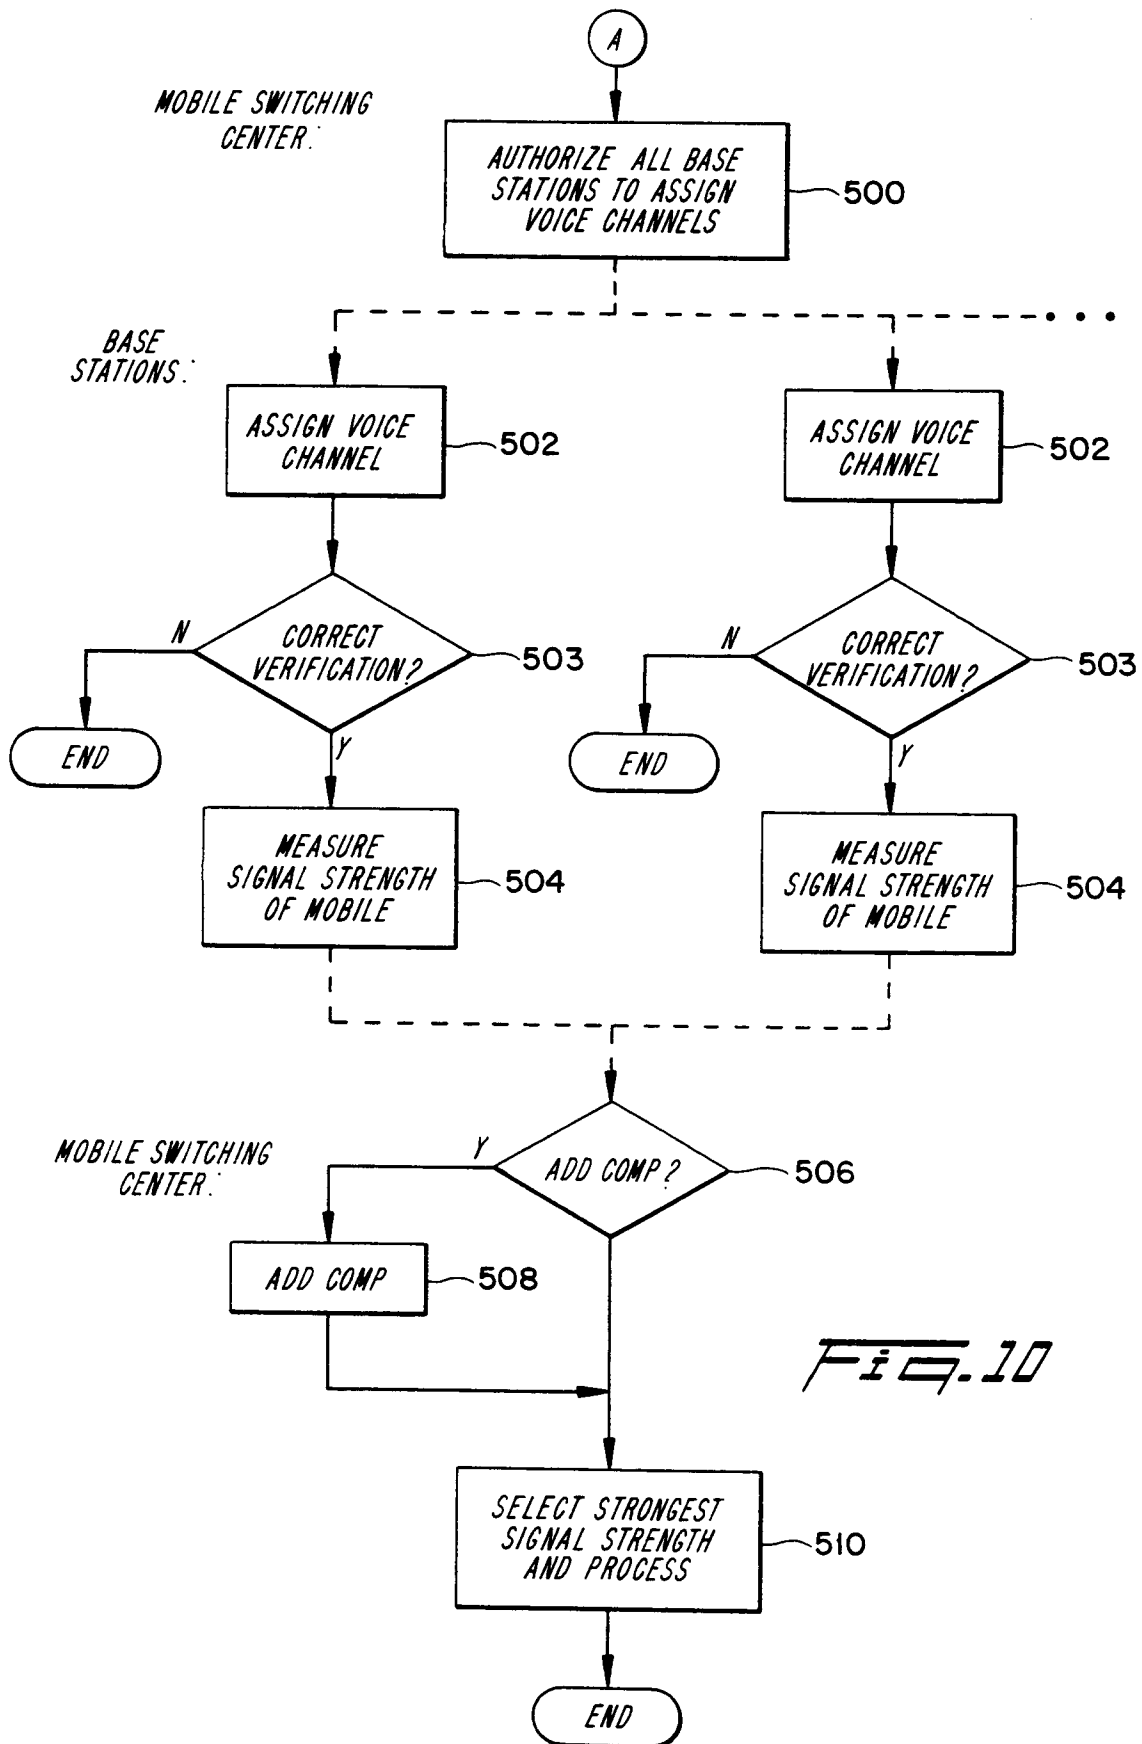 A
MOBILE SWITCHING
CENTER:
AUTHORIZE ALL BASE
STATIONS TO ASSIGN
VOICE CHANNELS
500
BASE
STATIONS:
ASSIGN VOICE
CHANNEL
502
ASSIGN VOICE
CHANNEL
502
N
CORRECT
VERIFICATION?
503
N
CORRECT
VERIFICATION?
503
END
Y
END
Y
MEASURE
SIGNAL STRENGTH
OF MOBILE
504
MEASURE
SIGNAL STRENGTH
OF MOBILE
504
MOBILE SWITCHING
CENTER:
Y
ADD COMP?
506
ADD COMP
508
Fig. 10
SELECT STRONGEST
SIGNAL STRENGTH
AND PROCESS
510
END